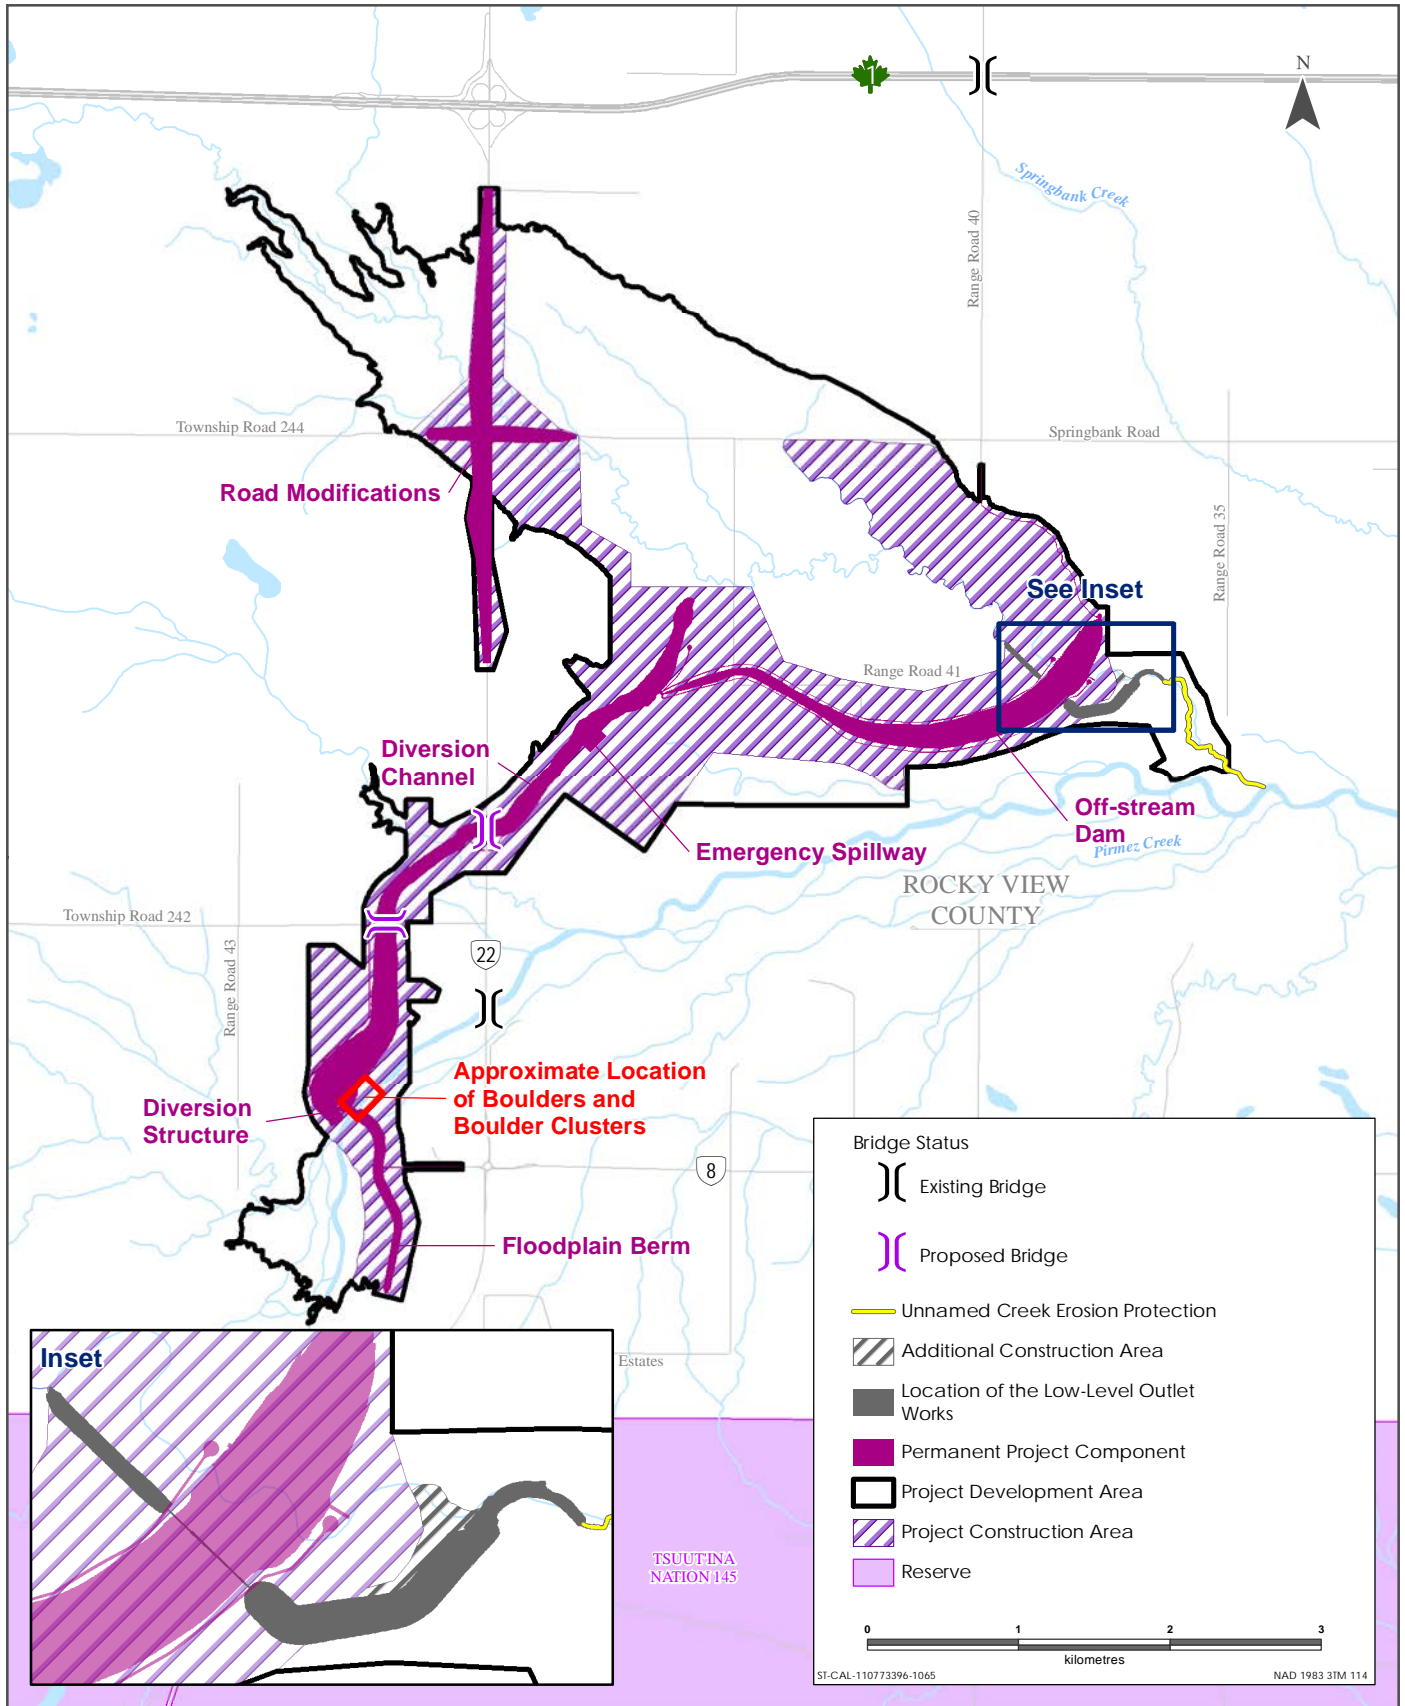 1
N
Springbank Creek
Range Road 40
Township Road 244
Springbank Road
Road Modifications
Range Road 35
See Inset
Range Road 41
Diversion
Channel
Off-stream
Dam
Emergency Spillway
Pirmez Creek
ROCKY VIEW
COUNTY
Township Road 242
Range Road 43
22
Approximate Location
of Boulders and
Boulder Clusters
Diversion
Structure
8
Floodplain Berm
Estates
Inset
TSUUT'INA
NATION 145
Bridge Status
Existing Bridge
Proposed Bridge
Unnamed Creek Erosion Protection
Additional Construction Area
Location of the Low-Level Outlet
Works
Permanent Project Component
Project Development Area
Project Construction Area
Reserve
0 1 2 3
kilometres
ST-CAL-110773396-1065
NAD 1983 3TM 114